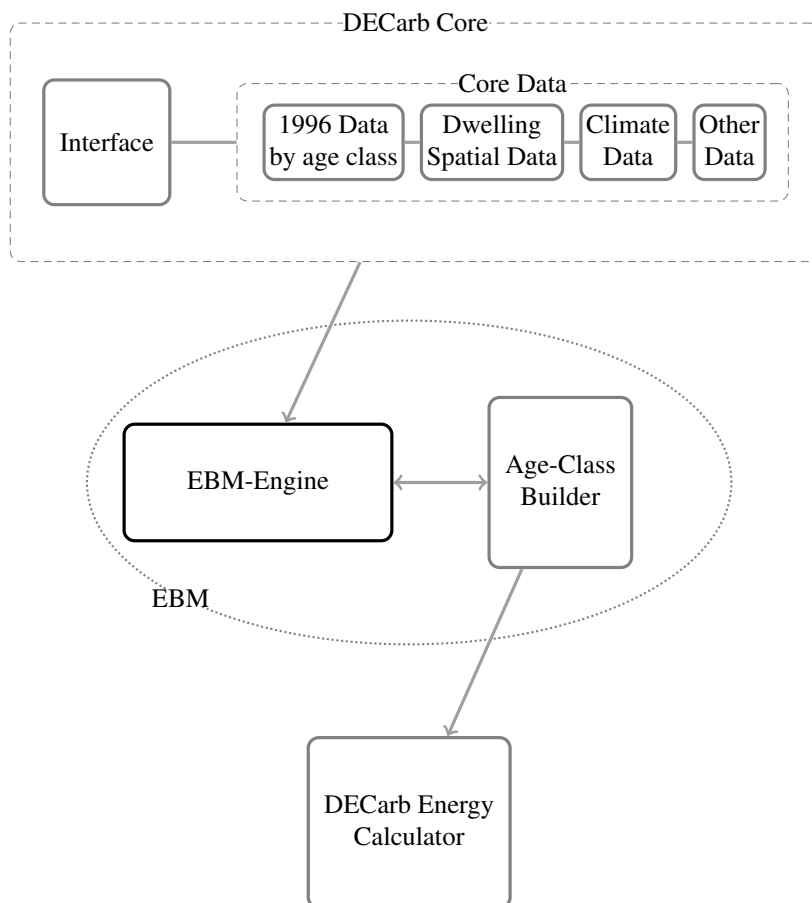 DECarb Core
Core Data
Interface
1996 Data
by age class
Dwelling
Spatial Data
Climate
Data
Other
Data
EBM-Engine
Age-Class
Builder
EBM
DECarb Energy
Calculator